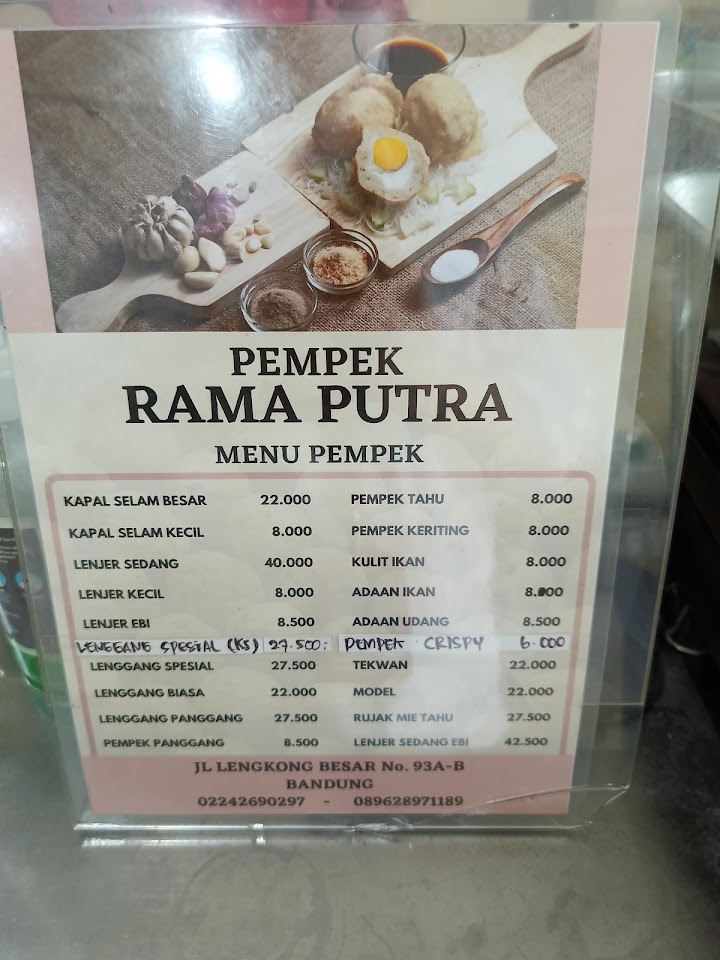 PEMPEK
RAMA PUTRA
MENU PEMPEK
KAPAL SELAM BESAR 22.000 PEMPEK TAHU 8.000
KAPAL SELAM KECIL 8.000 PEMPEK KERITING 8.000
LENJER SEDANG 40.000 KULIT IKAN 8.000
LENJER KECIL 8.000 ADAAN IKAN 8.000
LENJER EBI 8.500 ADAAN UDANG 8.500
LENGGANG SPESIAL (KS) 27.500; PEMPEK CRISPY 6.000
LENGGANG SPESIAL 27.500 TEKWAN 22.000
LENGGANG BIASA 22.000 MODEL 22.000
LENGGANG PANGGANG 27.500 RUJAK MIE TAHU 27.500
PEMPEK PANGGANG 8.500 LENJER SEDANG EBI 42.500
JL LENGKONG BESAR No. 93A-B
BANDUNG
02242690297 - 089628971189